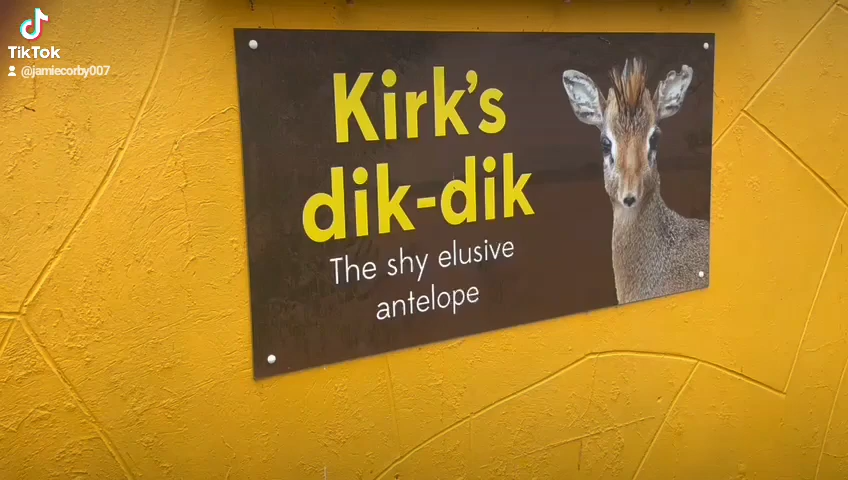 TikTok
@jamiecorby007
Kirk's
dik-dik
The shy elusive
antelope